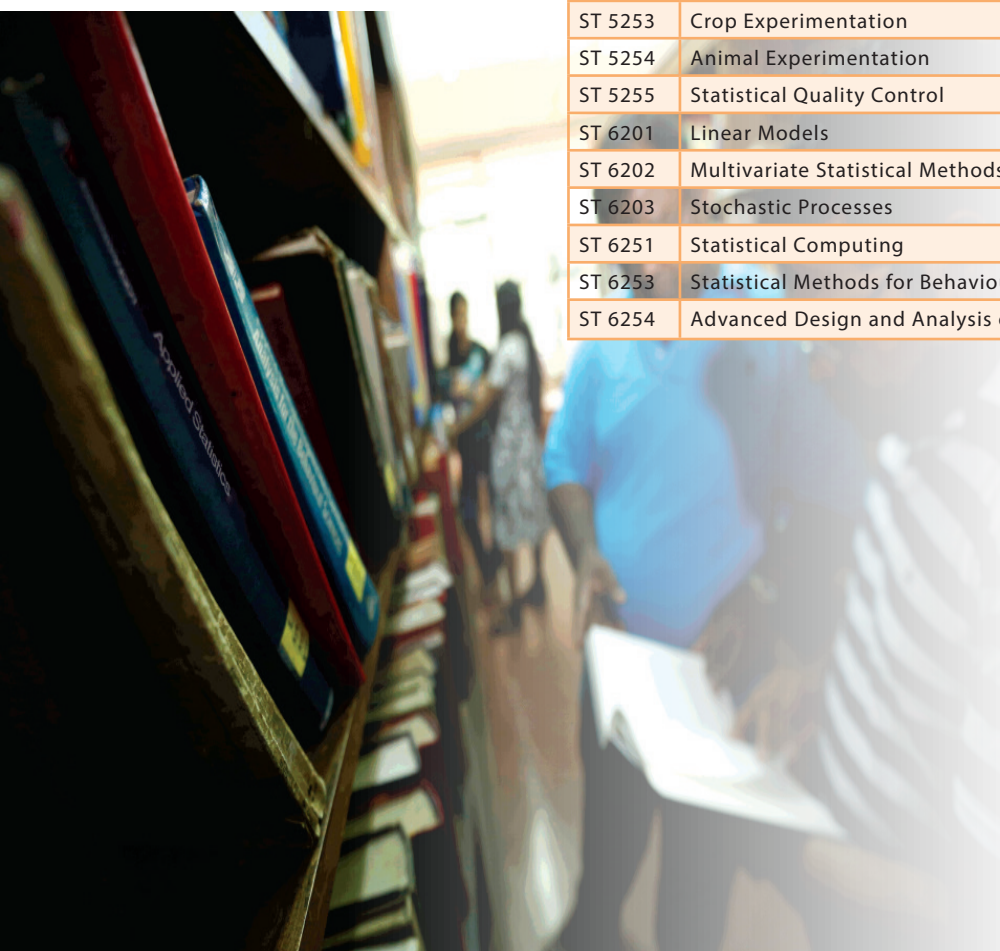 ST 5253 Crop Experimentation
ST 5254 Animal Experimentation
ST 5255 Statistical Quality Control
ST 6201 Linear Models
ST 6202 Multivariate Statistical Methods
ST 6203 Stochastic Processes
ST 6251 Statistical Computing
ST 6253 Statistical Methods for Behavio
ST 6254 Advanced Design and Analysis
Applied Statistics